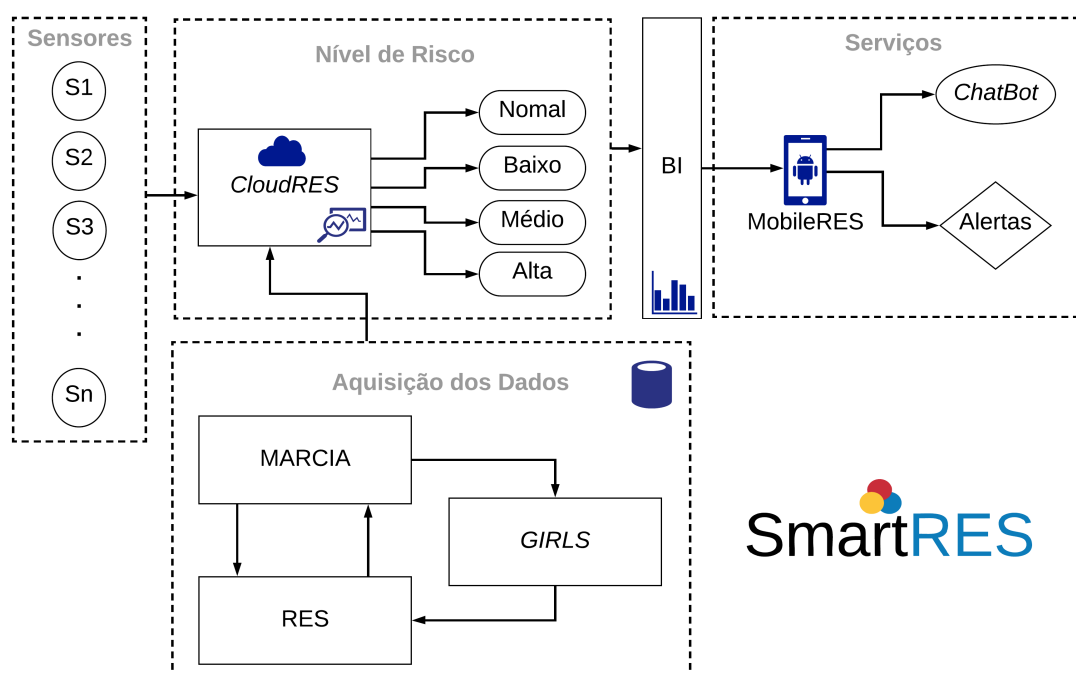 Sensores
S1
S2
S3
.
.
.
Sn
Nível de Risco
CloudRES
Nomal
Baixo
Médio
Alta
BI
Serviços
ChatBot
MobileRES
Alertas
Aquisição dos Dados
MARCIA
GIRLS
RES
SmartRES